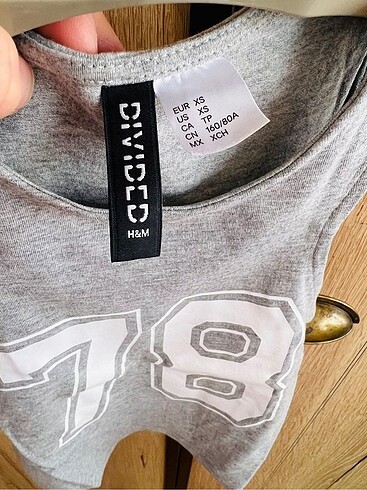 DIVIDED
H&M
EUR XS
US XS
CA TP
CN 160/80A
MX XCH
78